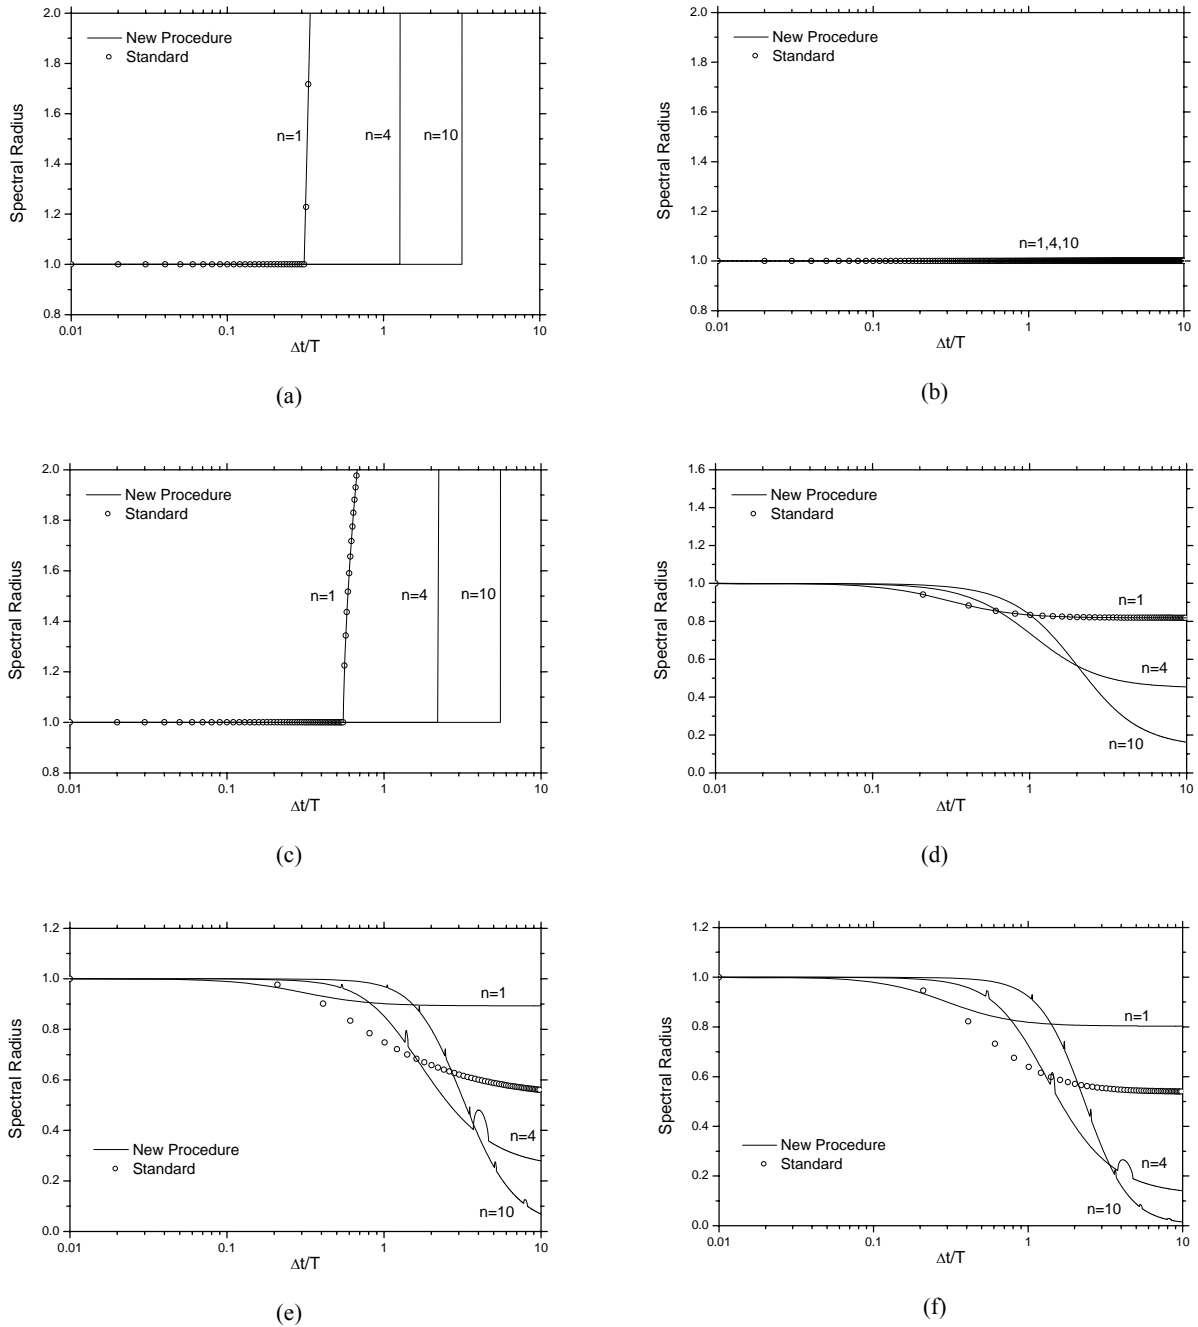 New Procedure
Standard
Spectral Radius
2.0
1.8
1.6
1.4
1.2
1.0
0.8
n=1
n=4
n=10
0.01
0.1
1
10
Δt/T
(a)
New Procedure
Standard
Spectral Radius
2.0
1.8
1.6
1.4
1.2
1.0
0.8
n=1,4,10
0.01
0.1
1
10
Δt/T
(b)
New Procedure
Standard
Spectral Radius
2.0
1.8
1.6
1.4
1.2
1.0
0.8
n=1
n=4
n=10
0.01
0.1
1
10
Δt/T
(c)
New Procedure
Standard
Spectral Radius
1.6
1.4
1.2
1.0
0.8
0.6
0.4
0.2
0.0
n=1
n=4
n=10
0.01
0.1
1
10
Δt/T
(d)
Spectral Radius
1.2
1.0
0.8
0.6
0.4
0.2
0.0
n=1
n=4
n=10
New Procedure
Standard
0.01
0.1
1
10
Δt/T
(e)
Spectral Radius
1.2
1.0
0.8
0.6
0.4
0.2
0.0
n=1
n=4
n=10
New Procedure
Standard
0.01
0.1
1
10
Δt/T
(f)